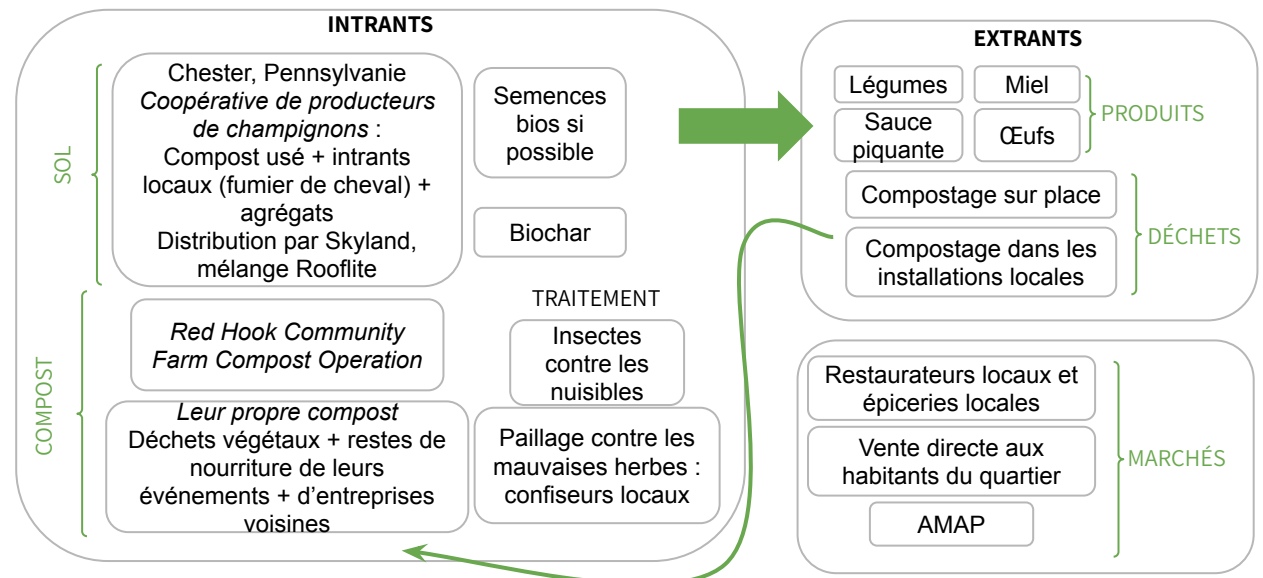 INTRANTS
SOL
Chester, Pennsylvanie
Coopérative de producteurs
de champignons :
Compost usé + intrants
locaux (fumier de cheval) +
agrégats
Distribution par Skyland,
mélange Rooflite
Semences
bios si
possible
Biochar
COMPOST
Red Hook Community
Farm Compost Operation
Leur propre compost
Déchets végétaux + restes de
nourriture de leurs
événements + d’entreprises
voisines
TRAITEMENT
Insectes
contre les
nuisibles
Paillage contre les
mauvaises herbes :
confiseurs locaux
EXTRANTS
Légumes
Miel
Sauce
piquante
Œufs
PRODUITS
Compostage sur place
Compostage dans les
installations locales
DÉCHETS
Restaurateurs locaux et
épiceries locales
Vente directe aux
habitants du quartier
AMAP
MARCHÉS